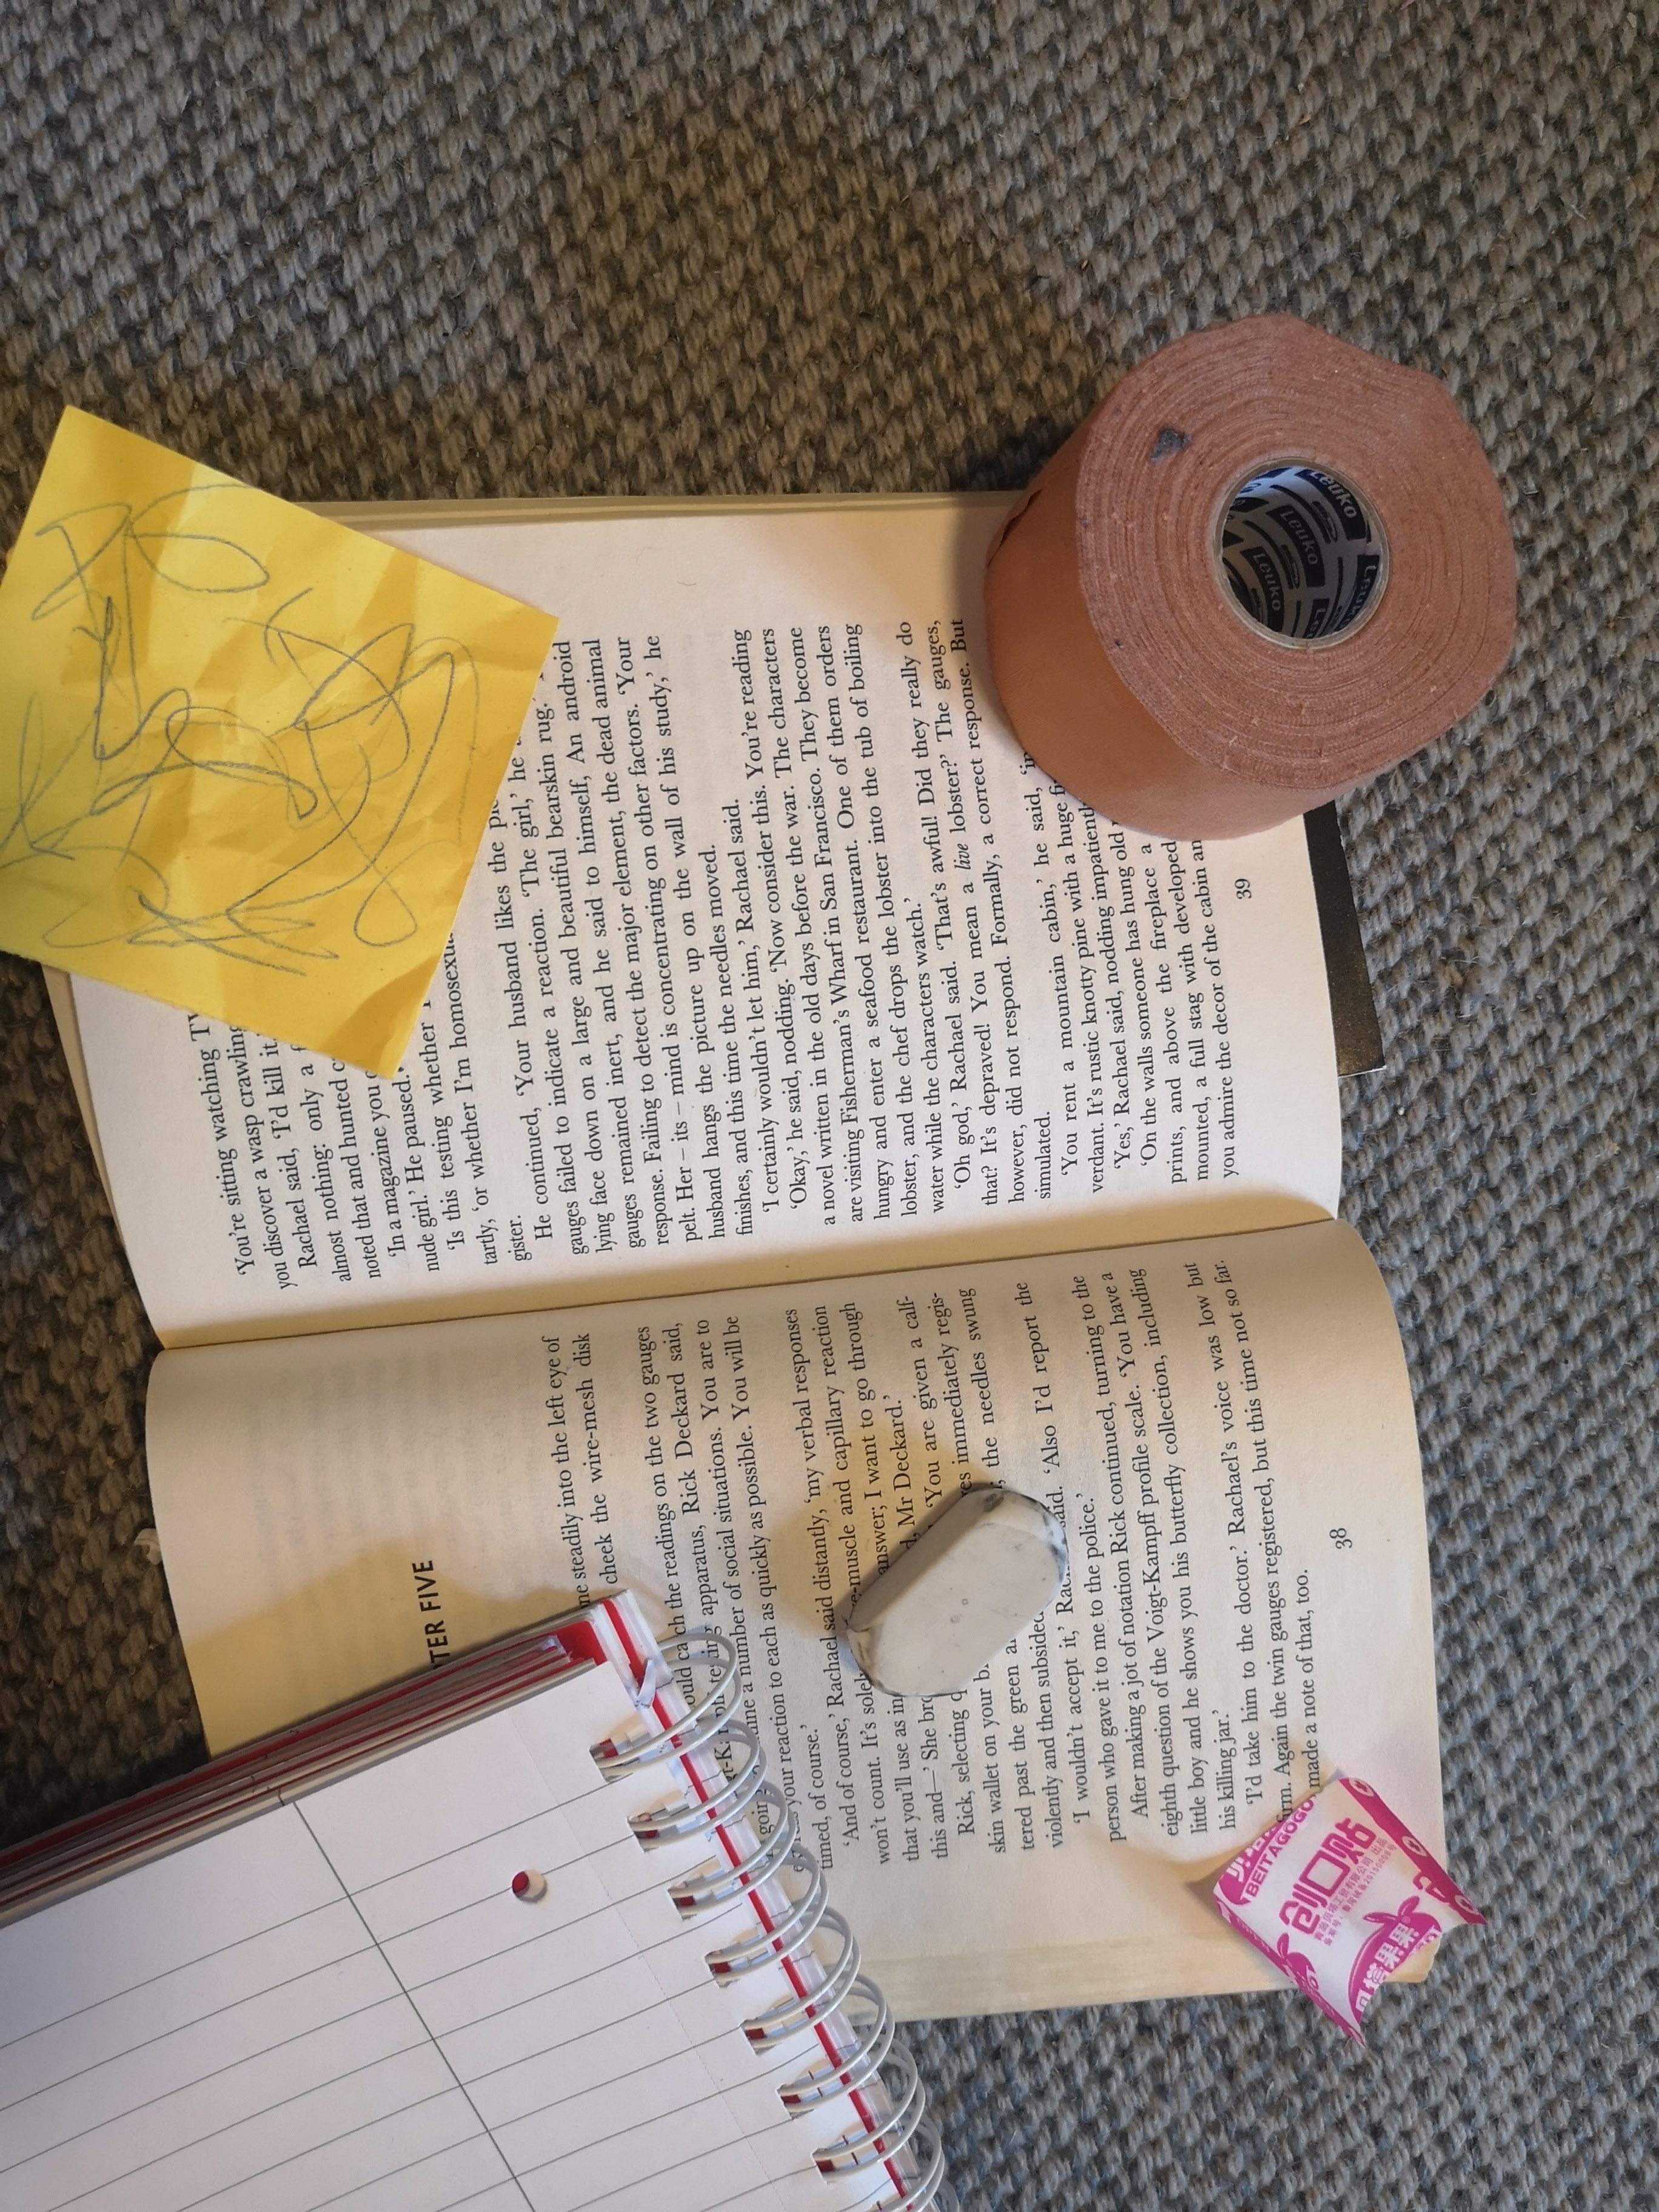 TER FIVE
steadily into the left eye of
check the wire-mesh disk
catch the readings on the two gauges
testing apparatus, Rick Deckard said,
a number of social situations. You are to
your reaction to each as quickly as possible. You will be
timed, of course.'
'And of course,' Rachael said distantly, 'my verbal responses
won't count. It's solely e-muscle and capillary reaction
that you'll use as answer; I want to go through
this and—' She Mr Deckard.'
Rick, selecting 'You are given a calf-
skin wallet on your immediately regis-
tered past the green the needles swung
violently and then subsided
'I wouldn't accept it,' said. 'Also I'd report the
person who gave it to me to the police.'
After making a jot of notation Rick continued, turning to the
eighth question of the Voigt-Kampff profile scale. 'You have a
little boy and he shows you his butterfly collection, including
his killing jar.'
'I'd take him to the doctor.' Rachael's voice was low but
firm. Again the twin gauges registered, but this time not so far.
made a note of that, too.
38
'You're sitting watching TV
you discover a wasp crawling
Rachael said, 'I'd kill it.
almost nothing: only a
noted that and hunted
'In a magazine you
nude girl.' He paused.
'Is this testing whether
tartly, 'or whether I'm homosexua
gister.
He continued, 'Your husband likes the
gauges failed to indicate a reaction. 'The girl,' he
lying face down on a large and beautiful bearskin rug.'
gauges remained inert, and he said to himself, An android
response. Failing to detect the major element, the dead animal
pelt. Her – its – mind is concentrating on other factors. 'Your
husband hangs the picture up on the wall of his study,' he
finishes, and this time the needles moved.
'I certainly wouldn't let him,' Rachael said.
'Okay,' he said, nodding. 'Now consider this. You're reading
a novel written in the old days before the war. The characters
are visiting Fisherman's Wharf in San Francisco. They become
hungry and enter a seafood restaurant. One of them orders
lobster, and the chef drops the lobster into the tub of boiling
water while the characters watch.'
'Oh god,' Rachael said. 'That's awful! Did they really do
that? It's depraved! You mean a live lobster?' The gauges,
however, did not respond. Formally, a correct response. But
simulated.
'You rent a mountain cabin,' he said, 'in
verdant. It's rustic knotty pine with a huge
'Yes,' Rachael said, nodding impatiently
'On the walls someone has hung old
prints, and above the fireplace a
mounted, a full stag with developed
you admire the decor of the cabin an
39
Leuko
Leuko
Leuko
Leuko
创口贴
BEITAGOGO